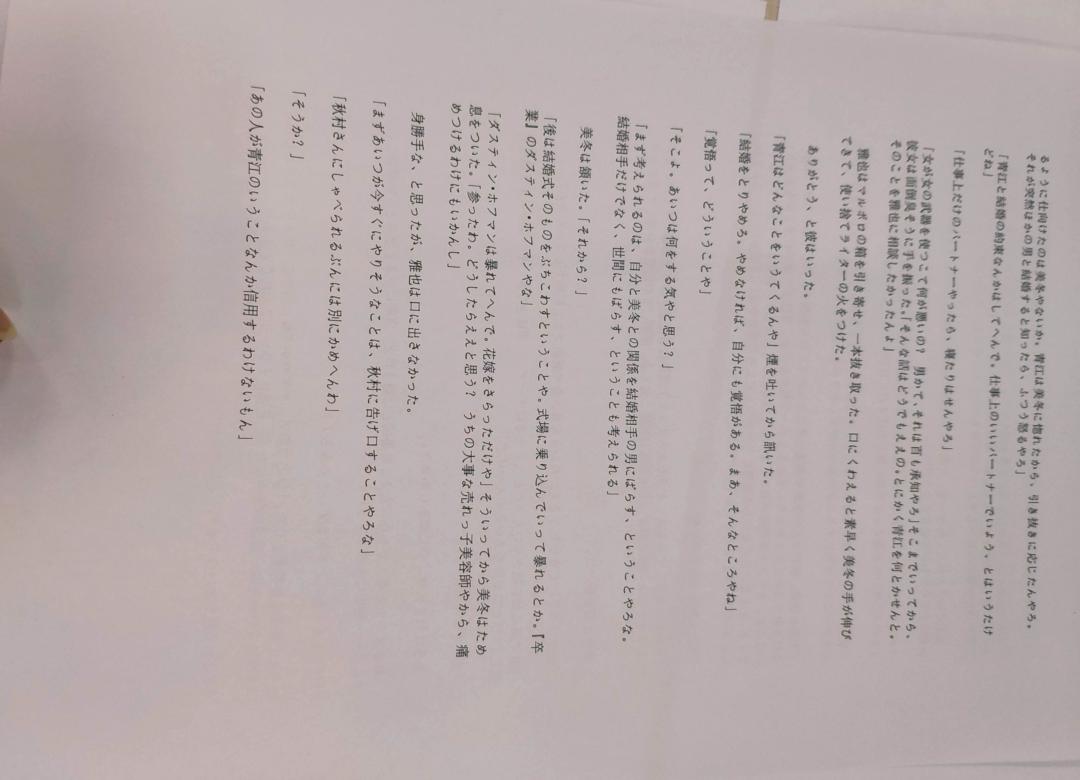 るように仕向けたのは美冬やないか。青江は美冬に惚れたから、引き抜きに応じたんやろ。
それが突然ほかの男と結婚すると知ったら、ふつう怒るやろ」
「青江と結婚の約束なんかはしてへんで。仕事上のいいパートナーでいよう、とはいうたけ
どね」
「仕事上だけのパートナーやったら、寝たりはせんやろ」
「女が女の武器を使つこて何が悪いの? 男かて、それは百も承知やろ」そこまでいってから、
彼女は面倒臭そうに手を振った。「そんな話はどうでもええの。とにかく青江を何とかせんと。
そのことを雅也に相談したかったんよ」
雅也はマルボロの箱を引き寄せ、一本抜き取った。口にくわえると素早く美冬の手が伸び
てきて、使い捨てライターの火をつけた。
ありがとう、と彼はいった。
「青江はどんなことをいうてくるんや」煙を吐いてから訊いた。
「結婚をとりやめろ。やめなければ、自分にも覚悟がある。まあ、そんなところやね」
「覚悟って、どういうことや」
「そこよ。あいつは何をする気やと思う?」
「まず考えられるのは、自分と美冬との関係を結婚相手の男にばらす、ということやろな。
結婚相手だけでなく、世間にもばらす、ということも考えられる」
美冬は頷いた。「それから?」
「後は結婚式そのものをぶちこわすということや。式場に乗り込んでいって暴れるとか。『卒
業』のダスティン・ホフマンやな」
「ダスティン・ホフマンは暴れてへんで。花嫁をさらっただけや」そういってから美冬はため
息をついた。「参ったわ。どうしたらええと思う? うちの大事な売れっ子美容師やから、痛
めつけるわけにもいかんし」
身勝手な、と思ったが、雅也は口に出さなかった。
「まずあいつが今すぐにやりそうなことは、秋村に告げ口することやろな」
「秋村さんにしゃべられるぶんには別にかめへんわ」
「そうか?」
「あの人が青江のいうことなんか信用するわけないもん」